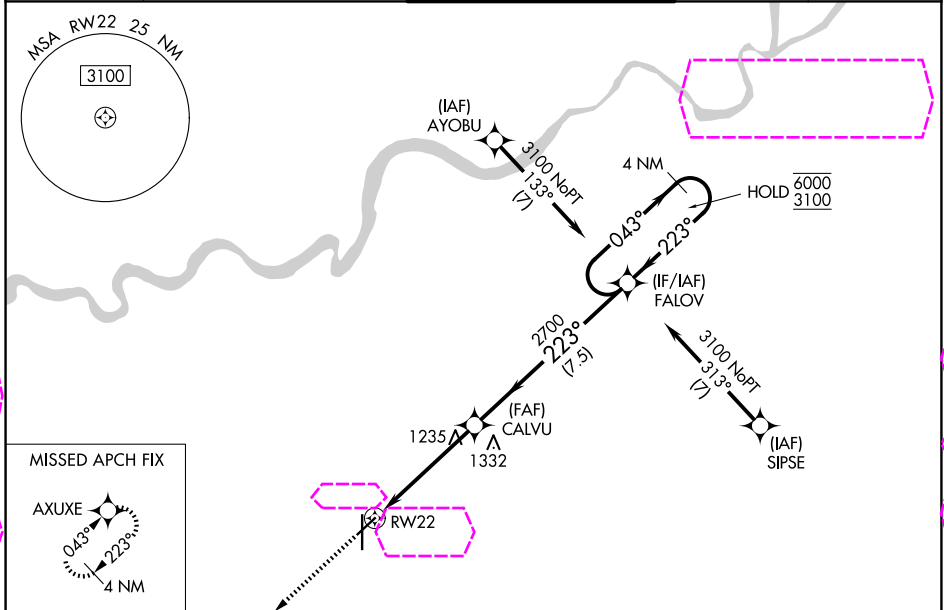 MSA RW22 25 NM
3100
(IAF)
AYOBU
3100 NoPT
133°
(7)
4 NM
HOLD 6000
3100
043°
223°
(IF/IAF)
FALOV
2700
223°
(7.5)
3100 NoPT
313°
(7)
(IAF)
SIPSE
(FAF)
CALVU
1235
1332
RW22
MISSED APCH FIX
AXUXE
043°
223°
4 NM